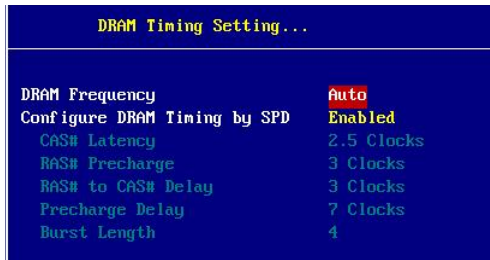 DRAM Timing Setting...
DRAM Frequency Auto
Configure DRAM Timing by SPD Enabled
CAS# Latency 2.5 Clocks
RAS# Precharge 3 Clocks
RAS# to CAS# Delay 3 Clocks
Precharge Delay 7 Clocks
Burst Length 4